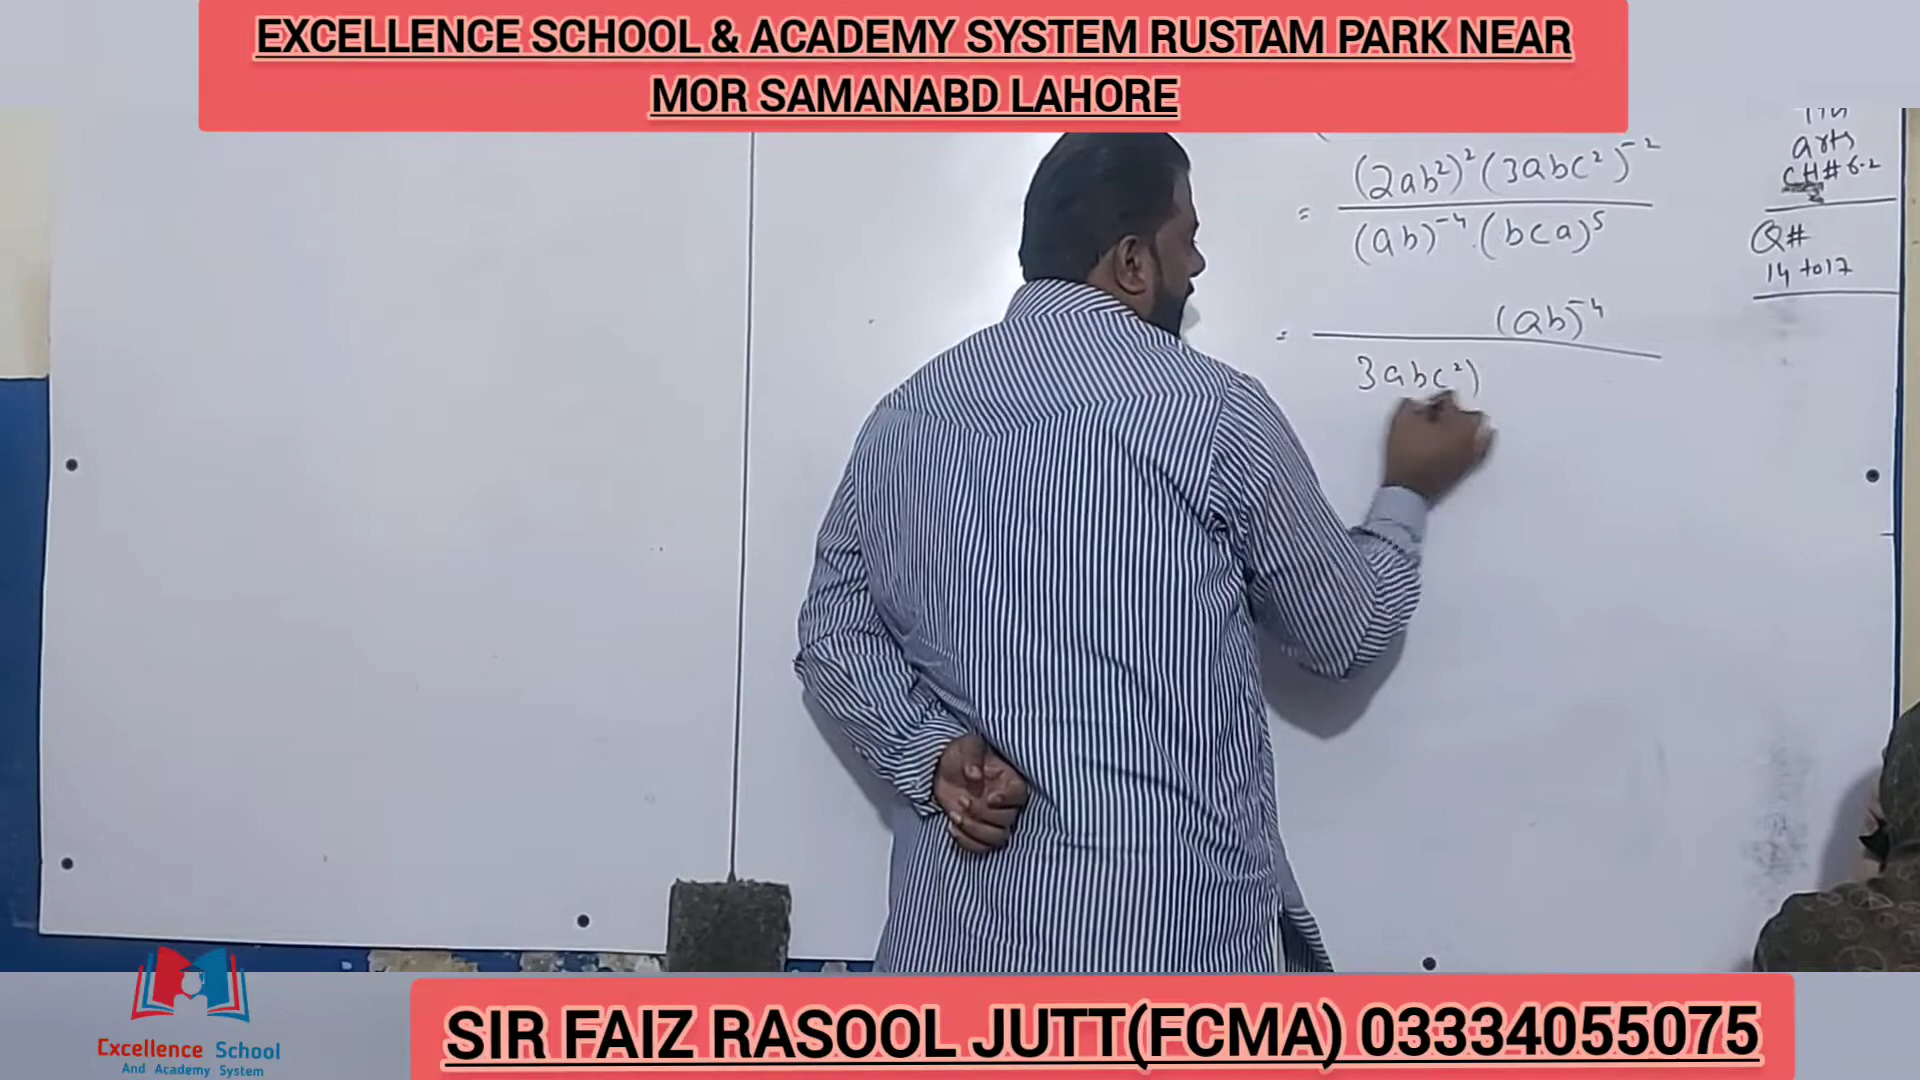 EXCELLENCE SCHOOL & ACADEMY SYSTEM RUSTAM PARK NEAR
MOR SAMANABD LAHORE
arts
CH# 6.2
Q#
14 to 17
(2ab²)² (3abc²)⁻²
=
(ab)⁻⁴ . (bca)⁵
(ab)⁻⁴
=
3abc²)
Excellence School
And Academy System
SIR FAIZ RASOOL JUTT(FCMA) 03334055075